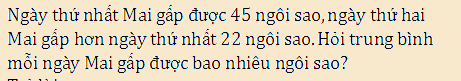 Ngày thứ nhất Mai gấp được 45 ngôi sao, ngày thứ hai
Mai gấp hơn ngày thứ nhất 22 ngôi sao. Hỏi trung bình
mỗi ngày Mai gấp được bao nhiêu ngôi sao?